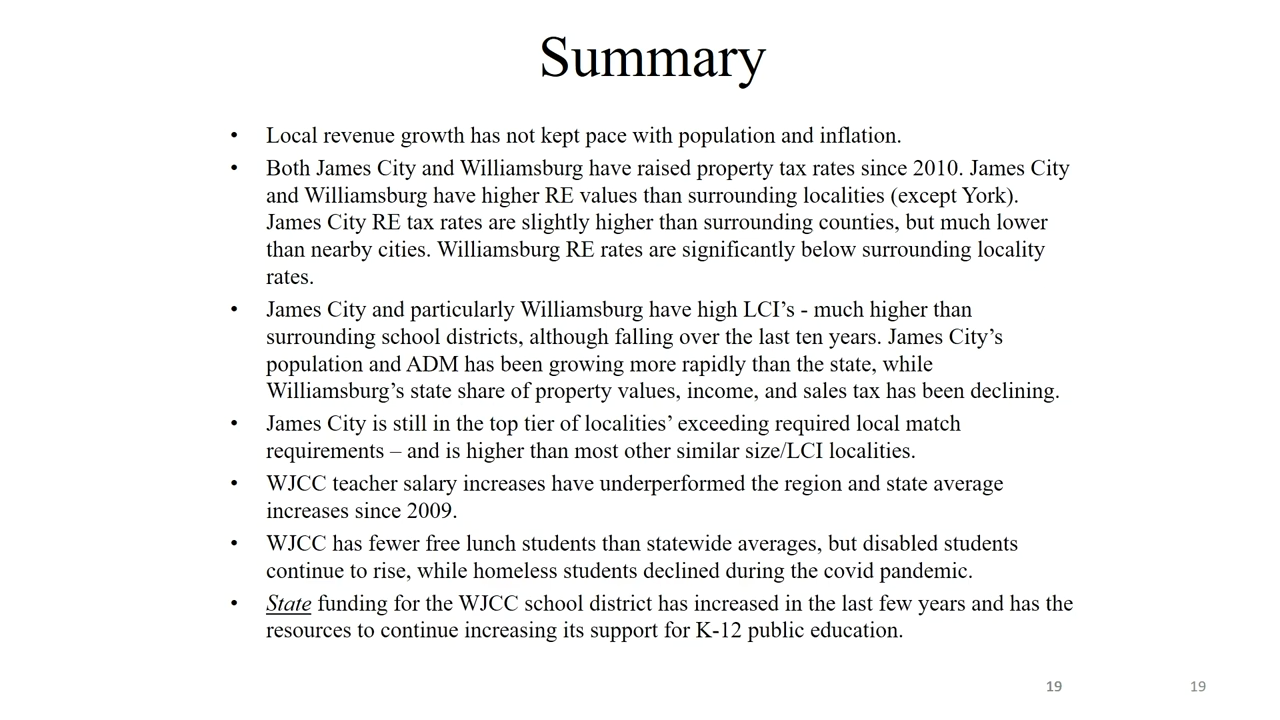 Summary
• Local revenue growth has not kept pace with population and inflation.
• Both James City and Williamsburg have raised property tax rates since 2010. James City
and Williamsburg have higher RE values than surrounding localities (except York).
James City RE tax rates are slightly higher than surrounding counties, but much lower
than nearby cities. Williamsburg RE rates are significantly below surrounding locality
rates.
• James City and particularly Williamsburg have high LCI’s - much higher than
surrounding school districts, although falling over the last ten years. James City’s
population and ADM has been growing more rapidly than the state, while
Williamsburg’s state share of property values, income, and sales tax has been declining.
• James City is still in the top tier of localities’ exceeding required local match
requirements – and is higher than most other similar size/LCI localities.
• WJCC teacher salary increases have underperformed the region and state average
increases since 2009.
• WJCC has fewer free lunch students than statewide averages, but disabled students
continue to rise, while homeless students declined during the covid pandemic.
• State funding for the WJCC school district has increased in the last few years and has the
resources to continue increasing its support for K-12 public education.
19 19